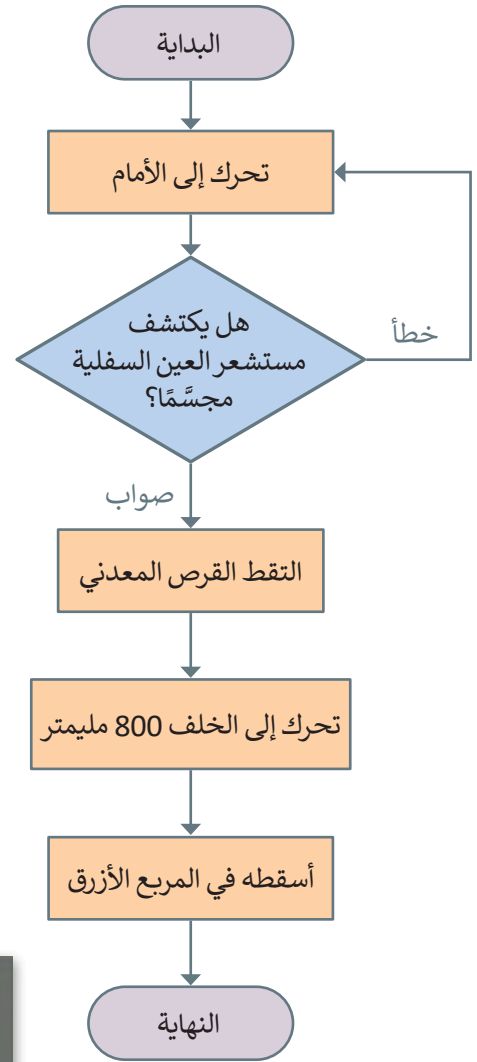 البداية
تحرك إلى الأمام
هل يكتشف
مستشعر العين السفلية
مجسَّمًا؟
خطأ
صواب
التقط القرص المعدني
تحرك إلى الخلف 800 مليمتر
أسقطه في المربع الأزرق
النهاية